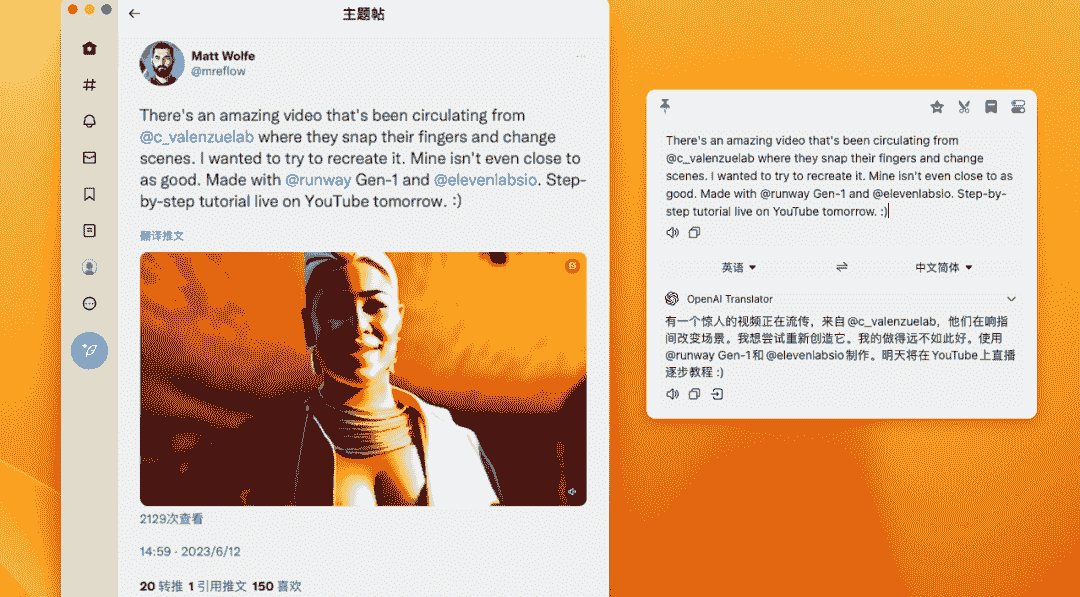 主题帖
Matt Wolfe
@mreflow
There's an amazing video that's been circulating from
@c_valenzuelab where they snap their fingers and change
scenes. I wanted to try to recreate it. Mine isn't even close to
as good. Made with @runway Gen-1 and @elevenlabsio. Step-
by-step tutorial live on YouTube tomorrow. :)
翻译推文
2129次查看
14:59 · 2023/6/12
20 转推 1 引用推文 150 喜欢
There's an amazing video that's been circulating from
@c_valenzuelab where they snap their fingers and change
scenes. I wanted to try to recreate it. Mine isn't even close to as
good. Made with @runway Gen-1 and @elevenlabsio. Step-by-
step tutorial live on YouTube tomorrow. :)
英语
中文简体
OpenAI Translator
有一个惊人的视频正在流传，来自 @c_valenzuelab，他们在响指
间改变场景。我想尝试重新创造它。我的做得远不如此好。使用
@runway Gen-1 和 @elevenlabsio 制作。明天将在 YouTube 上直播
逐步教程 :)